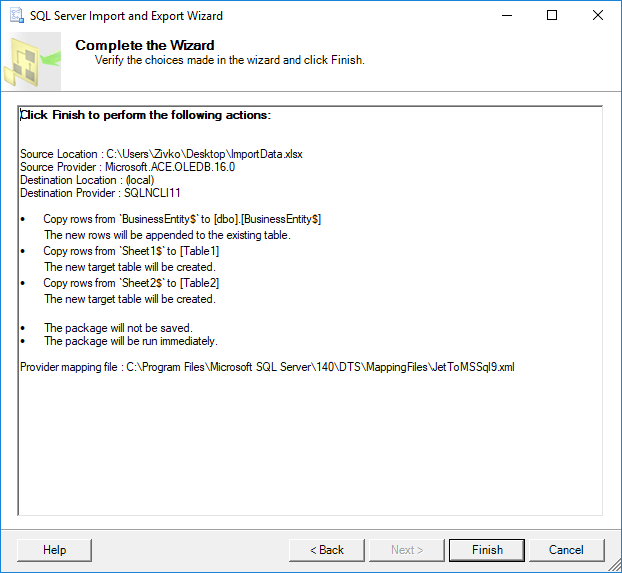 SQL Server Import and Export Wizard
Complete the Wizard
Verify the choices made in the wizard and click Finish.
Click Finish to perform the following actions:
Source Location : C:\Users\Zivko\Desktop\ImportData.xlsx
Source Provider : Microsoft.ACE.OLEDB.16.0
Destination Location : (local)
Destination Provider : SQLNCLI11
• Copy rows from `BusinessEntity$` to [dbo].[BusinessEntity$]
The new rows will be appended to the existing table.
• Copy rows from `Sheet1$` to [Table1]
The new target table will be created.
• Copy rows from `Sheet2$` to [Table2]
The new target table will be created.
• The package will not be saved.
• The package will be run immediately.
Provider mapping file : C:\Program Files\Microsoft SQL Server\140\DTS\MappingFiles\JetToMSSql9.xml
Help
< Back
Next >
Finish
Cancel